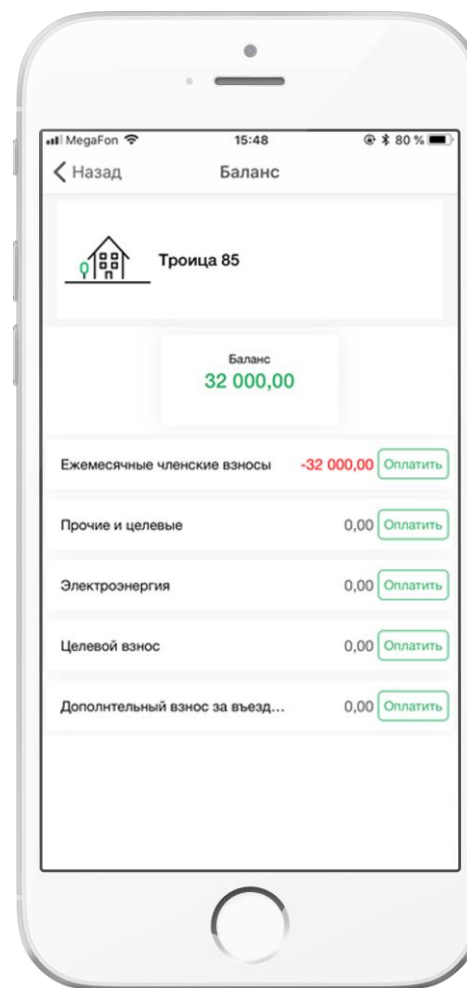 MegaFon 15:48 80 %
Назад Баланс
Троица 85
Баланс
32 000,00
Ежемесячные членские взносы -32 000,00 Оплатить
Прочие и целевые 0,00 Оплатить
Электроэнергия 0,00 Оплатить
Целевой взнос 0,00 Оплатить
Дополнтельный взнос за въезд... 0,00 Оплатить